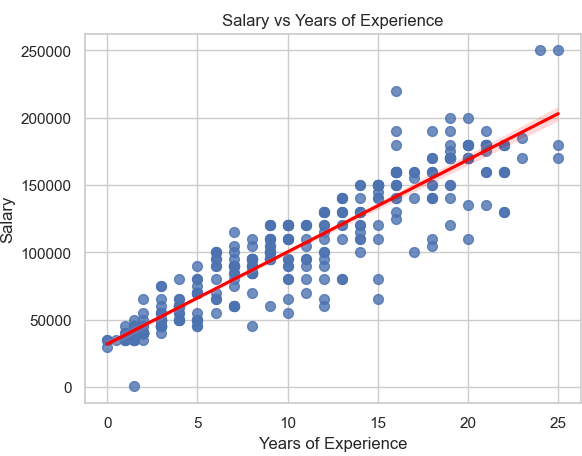 Salary vs Years of Experience
250000
200000
150000
100000
50000
0
Salary
0 5 10 15 20 25
Years of Experience